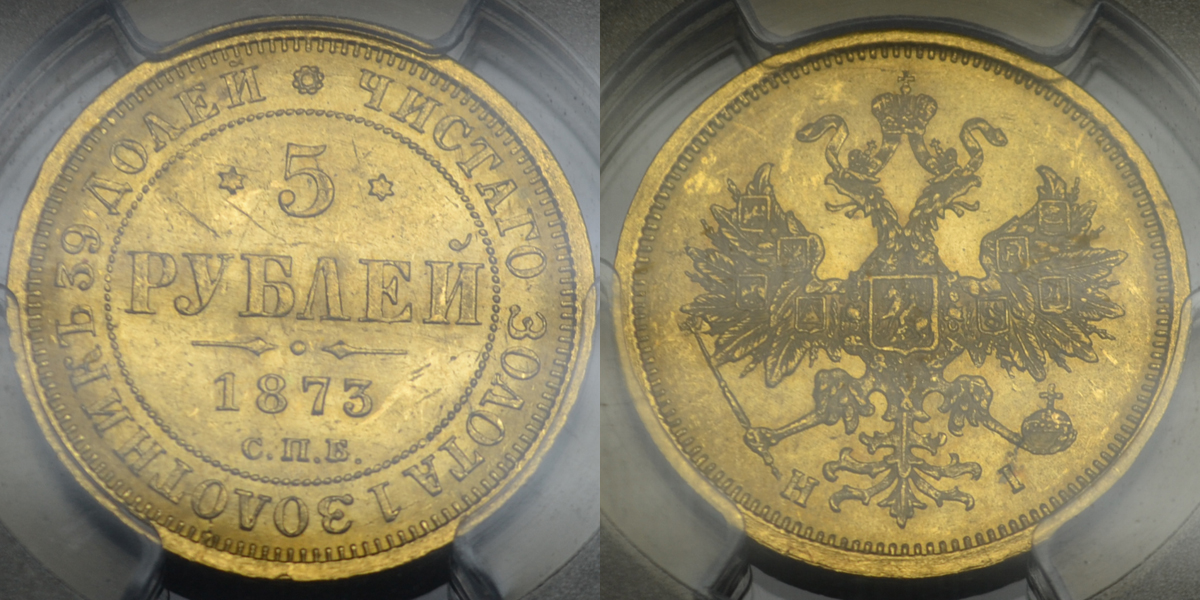 ЧИСТАГО ЗОЛОТА 1 ЗОЛОТНИКЪ 39 ДОЛЕЙ
5
РУБЛЕЙ
1873
С.П.Б.
Н I